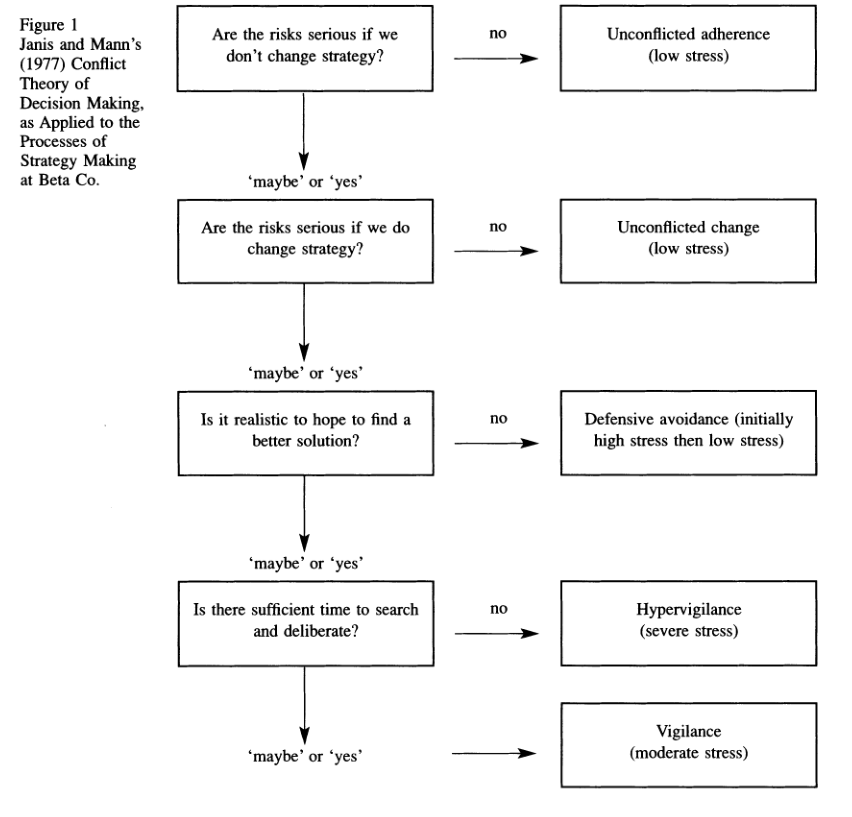 Figure 1
Janis and Mann's
(1977) Conflict
Theory of
Decision Making,
as Applied to the
Processes of
Strategy Making
at Beta Co.
Are the risks serious if we
don't change strategy?
no
Unconflicted adherence
(low stress)
‘maybe’ or ‘yes’
Are the risks serious if we do
change strategy?
no
Unconflicted change
(low stress)
‘maybe’ or ‘yes’
Is it realistic to hope to find a
better solution?
no
Defensive avoidance (initially
high stress then low stress)
‘maybe’ or ‘yes’
Is there sufficient time to search
and deliberate?
no
Hypervigilance
(severe stress)
‘maybe’ or ‘yes’
Vigilance
(moderate stress)